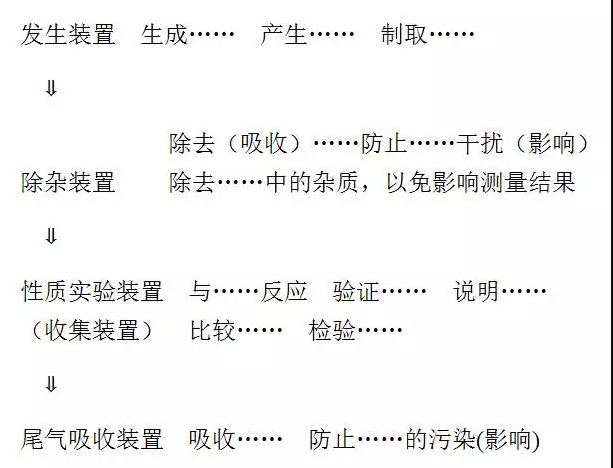 发生装置 生成…… 产生…… 制取……
⇓
除去（吸收）……防止……干扰（影响）
除杂装置 除去……中的杂质，以免影响测量结果
⇓
性质实验装置 与……反应 验证…… 说明……
（收集装置） 比较…… 检验……
⇓
尾气吸收装置 吸收…… 防止……的污染(影响)